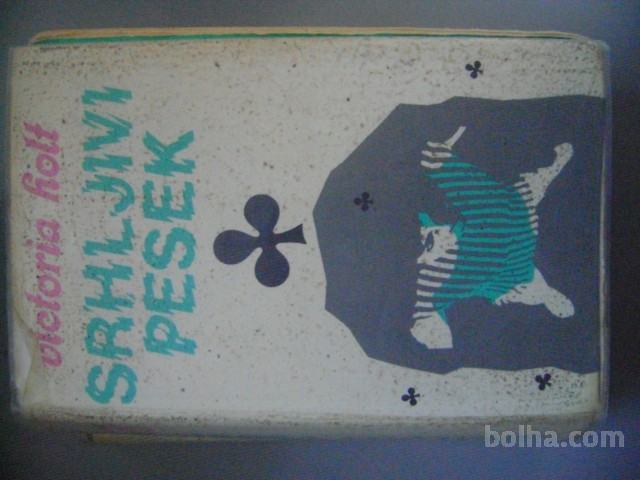 victoria holt
SRHLJIVI
PESEK
bolha.com